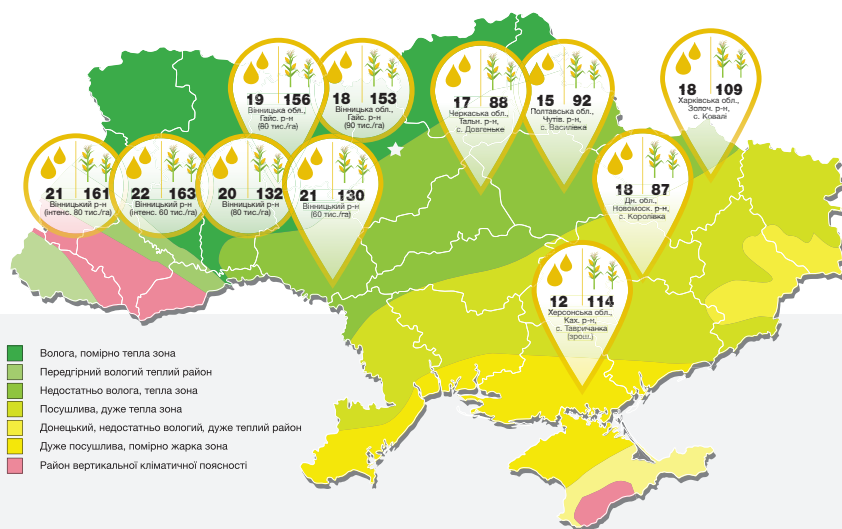 19 156
Вінницька обл.,
Гайс. р-н
(80 тис./га)
18 153
Вінницька обл.,
Гайс. р-н
(90 тис./га)
17 88
Черкаська обл.,
Тальн. р-н,
с. Довгеньке
15 92
Полтавська обл.,
Чутів. р-н,
с. Василівка
18 109
Харківська обл.,
Золоч. р-н,
с. Ковалі
21 161
Вінницький р-н
(інтенс. 80 тис./га)
22 163
Вінницький р-н
(інтенс. 60 тис./га)
20 132
Вінницький р-н
(80 тис./га)
21 130
Вінницький р-н
(60 тис./га)
18 87
Дн. обл.,
Новомоск. р-н,
с. Королівка
12 114
Херсонська обл.,
Ках. р-н,
с. Тавричанка
(зрош.)
Волога, помірно тепла зона
Передгірний вологий теплий район
Недостатньо волога, тепла зона
Посушлива, дуже тепла зона
Донецький, недостатньо вологий, дуже теплий район
Дуже посушлива, помірно жарка зона
Район вертикальної кліматичної поясності